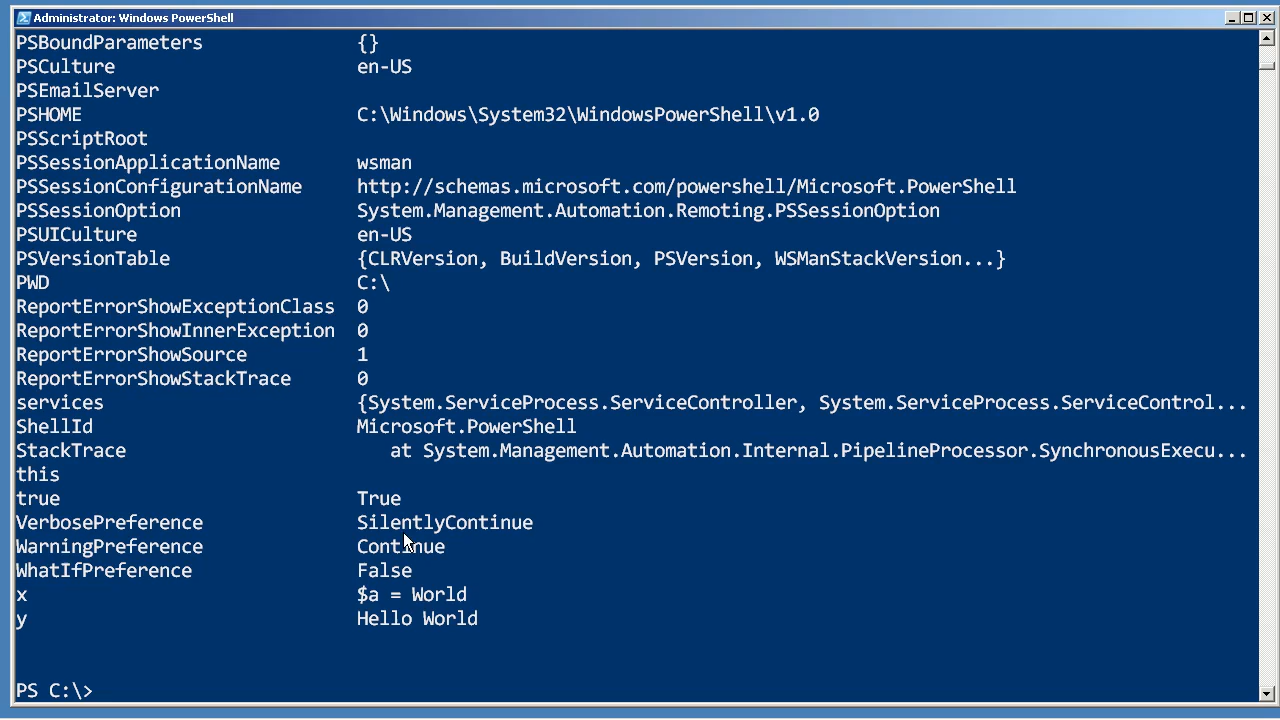 Administrator: Windows PowerShell
PSBoundParameters {}
PSCulture en-US
PSEmailServer
PSHOME C:\Windows\System32\WindowsPowerShell\v1.0
PSScriptRoot
PSSessionApplicationName wsman
PSSessionConfigurationName http://schemas.microsoft.com/powershell/Microsoft.PowerShell
PSSessionOption System.Management.Automation.Remoting.PSSessionOption
PSUICulture en-US
PSVersionTable {CLRVersion, BuildVersion, PSVersion, WSManStackVersion...}
PWD C:\
ReportErrorShowExceptionClass 0
ReportErrorShowInnerException 0
ReportErrorShowSource 1
ReportErrorShowStackTrace 0
services {System.ServiceProcess.ServiceController, System.ServiceProcess.ServiceControl...
ShellId Microsoft.PowerShell
StackTrace at System.Management.Automation.Internal.PipelineProcessor.SynchronousExecu...
this
true True
VerbosePreference SilentlyContinue
WarningPreference Continue
WhatIfPreference False
x $a = World
y Hello World
PS C:\>